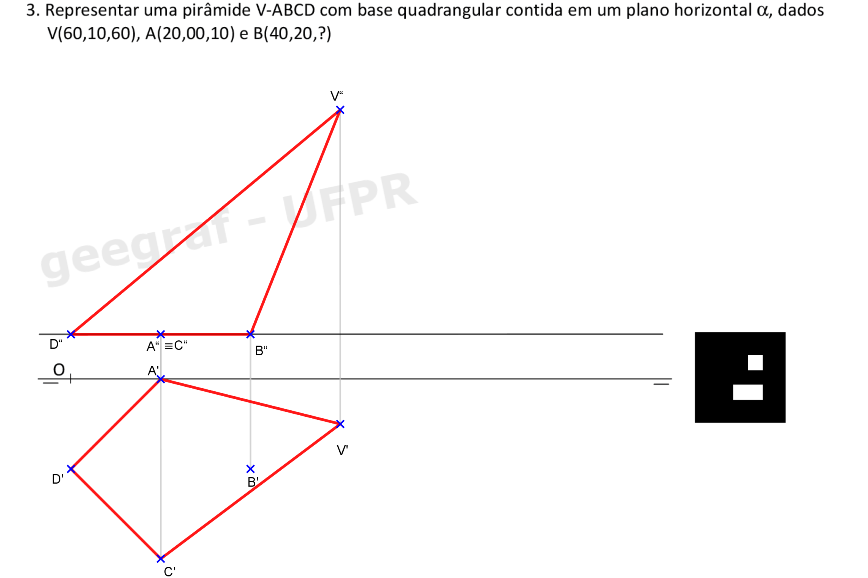 3. Representar uma pirâmide V-ABCD com base quadrangular contida em um plano horizontal α, dados
V(60,10,60), A(20,00,10) e B(40,20,?)
V“
geegraf - UFPR
D“
A“ ≡C“
B“
O
A'
V'
D'
B'
C'